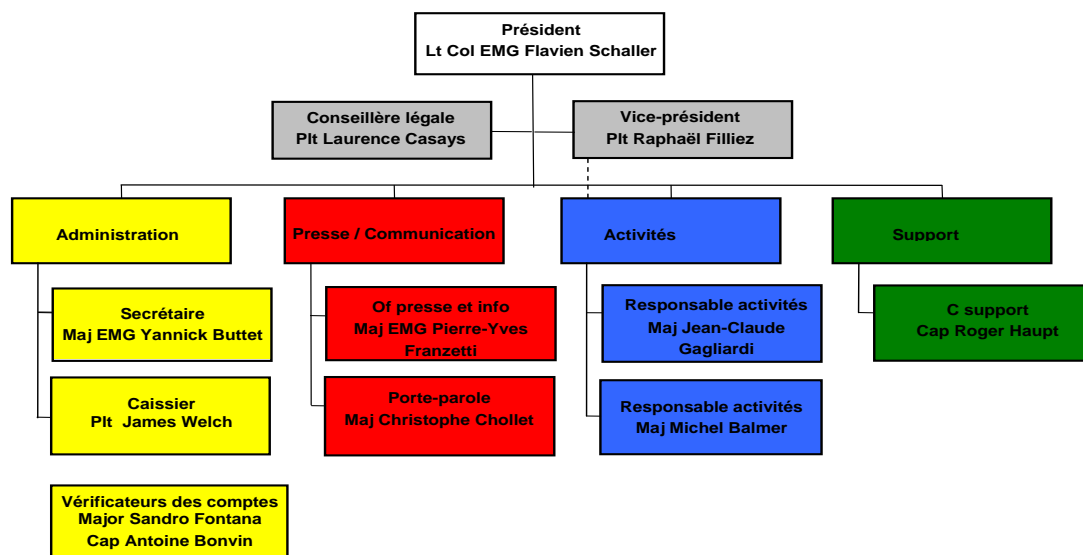 Président
Lt Col EMG Flavien Schaller
Conseillère légale
Plt Laurence Casays
Vice-président
Plt Raphaël Filliez
Administration
Presse / Communication
Activités
Support
Secrétaire
Maj EMG Yannick Buttet
Of presse et info
Maj EMG Pierre-Yves
Franzetti
Responsable activités
Maj Jean-Claude
Gagliardi
C support
Cap Roger Haupt
Caissier
Plt James Welch
Porte-parole
Maj Christophe Chollet
Responsable activités
Maj Michel Balmer
Vérificateurs des comptes
Major Sandro Fontana
Cap Antoine Bonvin